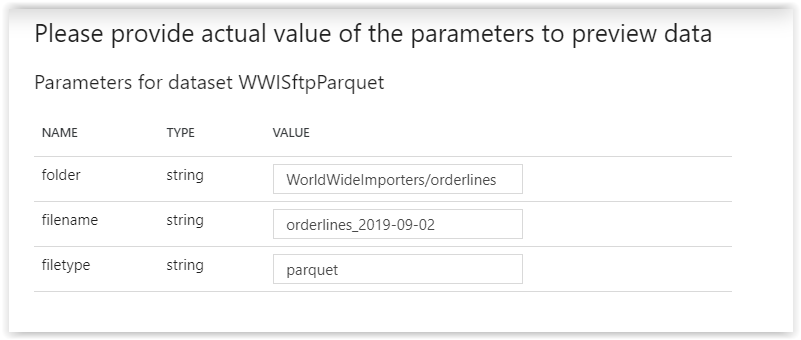 Please provide actual value of the parameters to preview data
Parameters for dataset WWISftpParquet
NAME TYPE VALUE
folder string WorldWideImporters/orderlines
filename string orderlines_2019-09-02
filetype string parquet